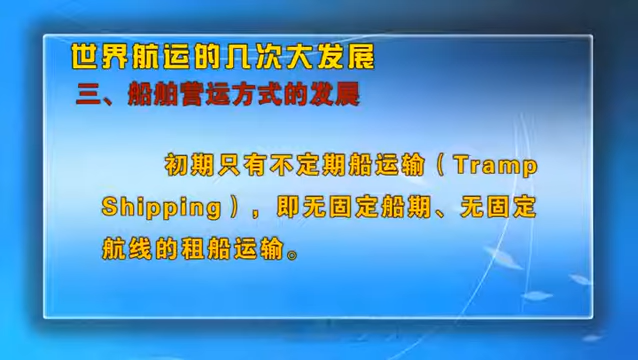 世界航运的几次大发展
三、船舶营运方式的发展
初期只有不定期船运输（Tramp
Shipping），即无固定船期、无固定
航线的租船运输。